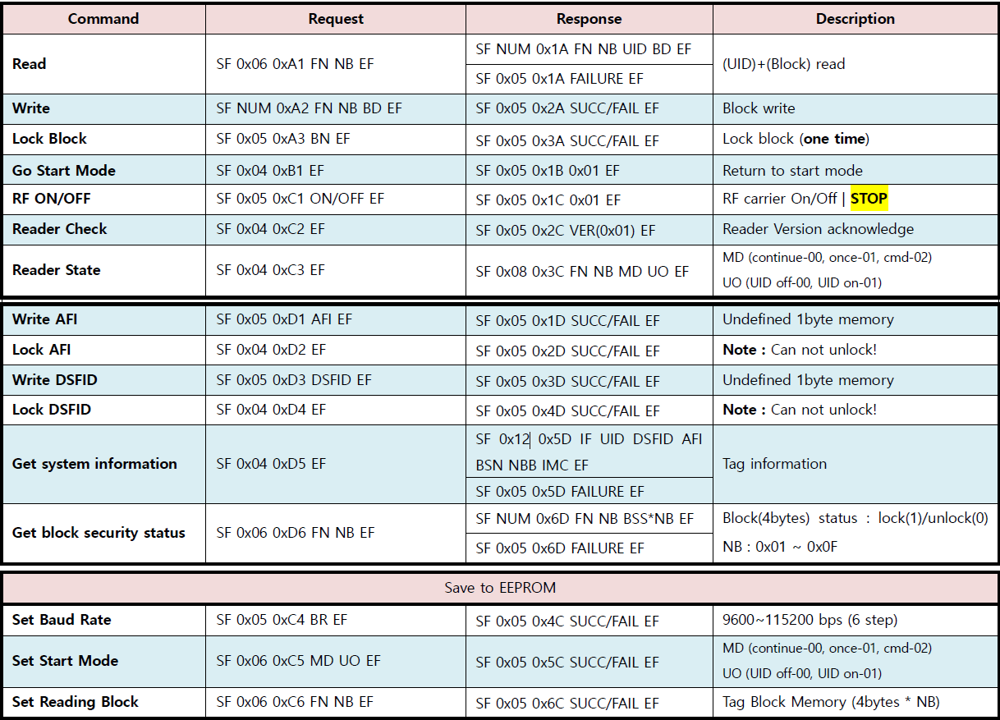 Command Request Response Description
Read SF 0x06 0xA1 FN NB EF SF NUM 0x1A FN NB UID BD EF (UID)+(Block) read
SF 0x05 0x1A FAILURE EF
Write SF NUM 0xA2 FN NB BD EF SF 0x05 0x2A SUCC/FAIL EF Block write
Lock Block SF 0x05 0xA3 BN EF SF 0x05 0x3A SUCC/FAIL EF Lock block (one time)
Go Start Mode SF 0x04 0xB1 EF SF 0x05 0x1B 0x01 EF Return to start mode
RF ON/OFF SF 0x05 0xC1 ON/OFF EF SF 0x05 0x1C 0x01 EF RF carrier On/Off | STOP
Reader Check SF 0x04 0xC2 EF SF 0x05 0x2C VER(0x01) EF Reader Version acknowledge
Reader State SF 0x04 0xC3 EF SF 0x08 0x3C FN NB MD UO EF MD (continue-00, once-01, cmd-02)
UO (UID off-00, UID on-01)
Write AFI SF 0x05 0xD1 AFI EF SF 0x05 0x1D SUCC/FAIL EF Undefined 1byte memory
Lock AFI SF 0x04 0xD2 EF SF 0x05 0x2D SUCC/FAIL EF Note : Can not unlock!
Write DSFID SF 0x05 0xD3 DSFID EF SF 0x05 0x3D SUCC/FAIL EF Undefined 1byte memory
Lock DSFID SF 0x04 0xD4 EF SF 0x05 0x4D SUCC/FAIL EF Note : Can not unlock!
Get system information SF 0x04 0xD5 EF SF 0x12 0x5D IF UID DSFID AFI Tag information
BSN NBB IMC EF
SF 0x05 0x5D FAILURE EF
Get block security status SF 0x06 0xD6 FN NB EF SF NUM 0x6D FN NB BSS*NB EF Block(4bytes) status : lock(1)/unlock(0)
SF 0x05 0x6D FAILURE EF NB : 0x01 ~ 0x0F
Save to EEPROM
Set Baud Rate SF 0x05 0xC4 BR EF SF 0x05 0x4C SUCC/FAIL EF 9600~115200 bps (6 step)
Set Start Mode SF 0x06 0xC5 MD UO EF SF 0x05 0x5C SUCC/FAIL EF MD (continue-00, once-01, cmd-02)
UO (UID off-00, UID on-01)
Set Reading Block SF 0x06 0xC6 FN NB EF SF 0x05 0x6C SUCC/FAIL EF Tag Block Memory (4bytes * NB)